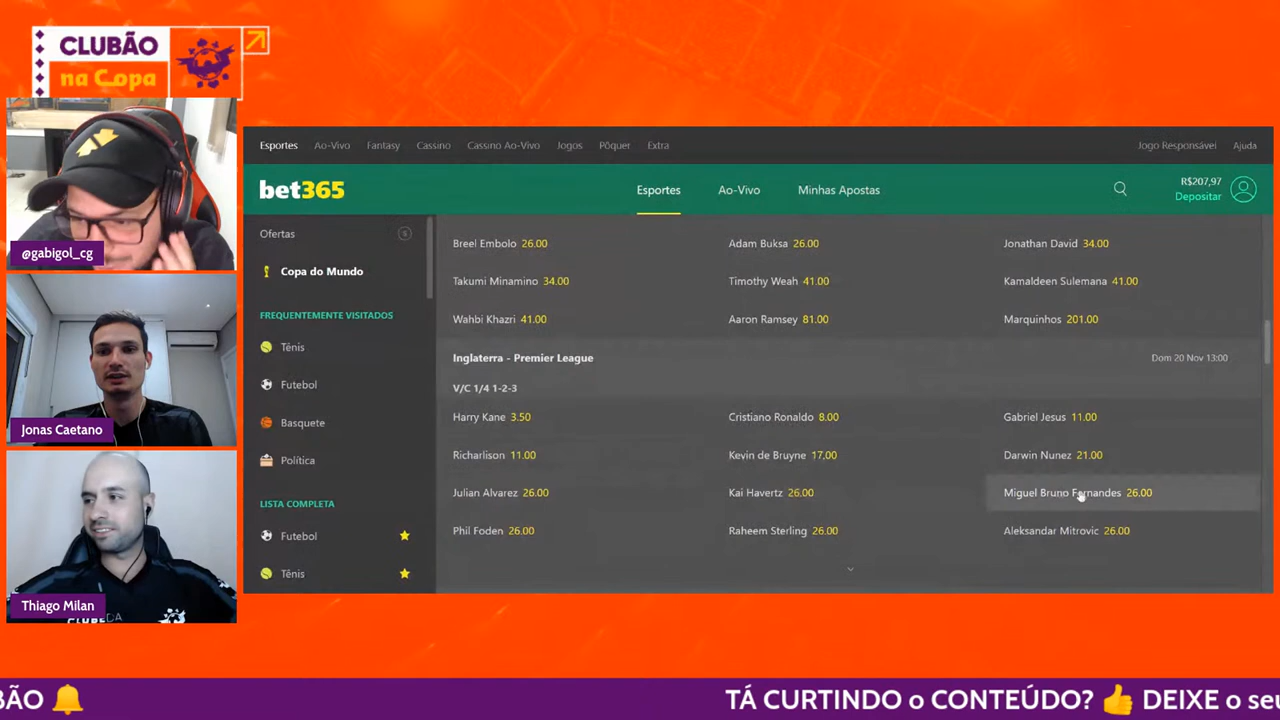 CLUBÃO
na Copa
@gabigol_cg
Jonas Caetano
CLUBE DA
Thiago Milan
Esportes Ao-Vivo Fantasy Cassino Cassino Ao-Vivo Jogos Pôquer Extra Jogo Responsável Ajuda
bet365 Esportes Ao-Vivo Minhas Apostas R$207,97
Depositar
Ofertas
Copa do Mundo
FREQUENTEMENTE VISITADOS
Tênis
Futebol
Basquete
Política
LISTA COMPLETA
Futebol
Tênis
Breel Embolo 26.00 Adam Buksa 26.00 Jonathan David 34.00
Takumi Minamino 34.00 Timothy Weah 41.00 Kamaldeen Sulemana 41.00
Wahbi Khazri 41.00 Aaron Ramsey 81.00 Marquinhos 201.00
Inglaterra - Premier League Dom 20 Nov 13:00
V/C 1/4 1-2-3
Harry Kane 3.50 Cristiano Ronaldo 8.00 Gabriel Jesus 11.00
Richarlison 11.00 Kevin de Bruyne 17.00 Darwin Nunez 21.00
Julian Alvarez 26.00 Kai Havertz 26.00 Miguel Bruno Fernandes 26.00
Phil Foden 26.00 Raheem Sterling 26.00 Aleksandar Mitrovic 26.00
BÃO 🔔 TÁ CURTINDO o CONTEÚDO? 👍 DEIXE o seu